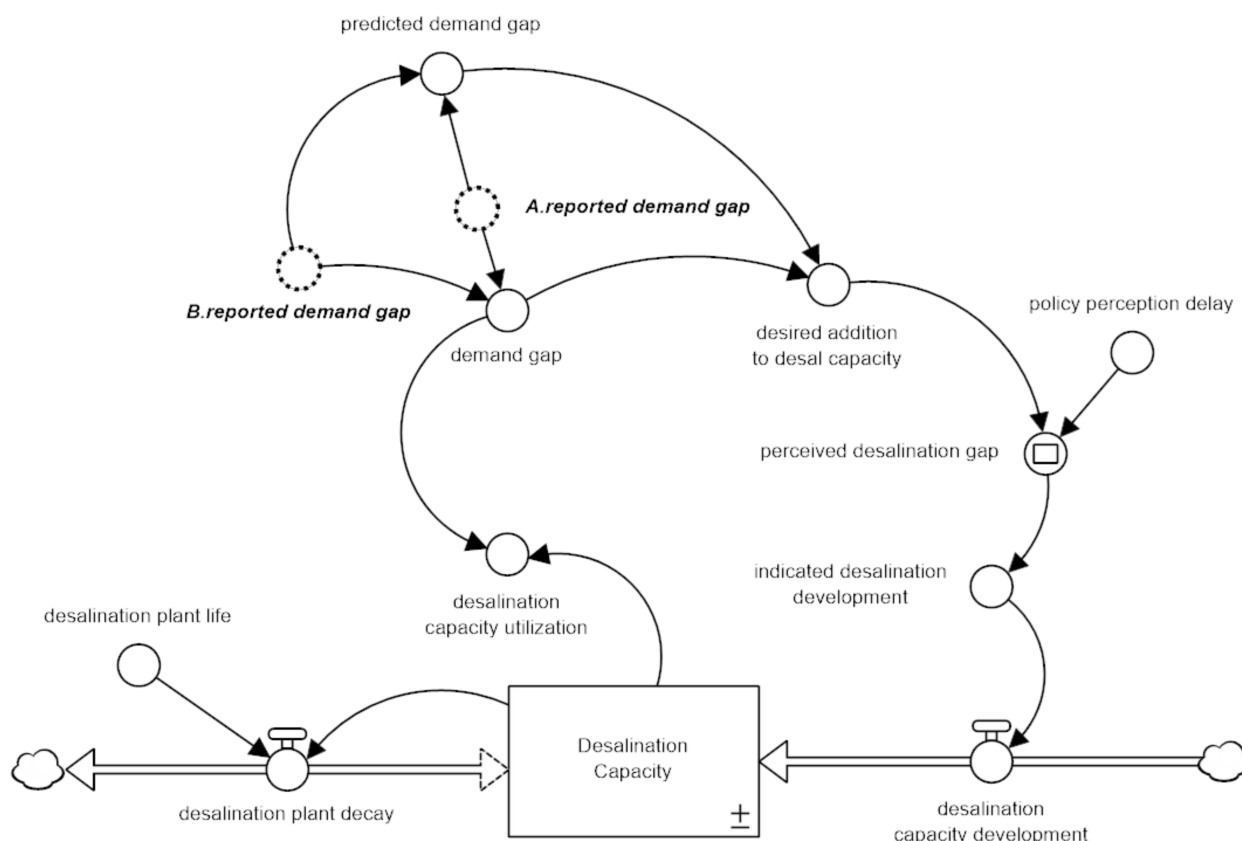 predicted demand gap
A.reported demand gap
B.reported demand gap
demand gap
desired addition
to desal capacity
policy perception delay
perceived desalination gap
indicated desalination
development
desalination
capacity utilization
desalination plant life
Desalination
Capacity
±
desalination plant decay
desalination
capacity development